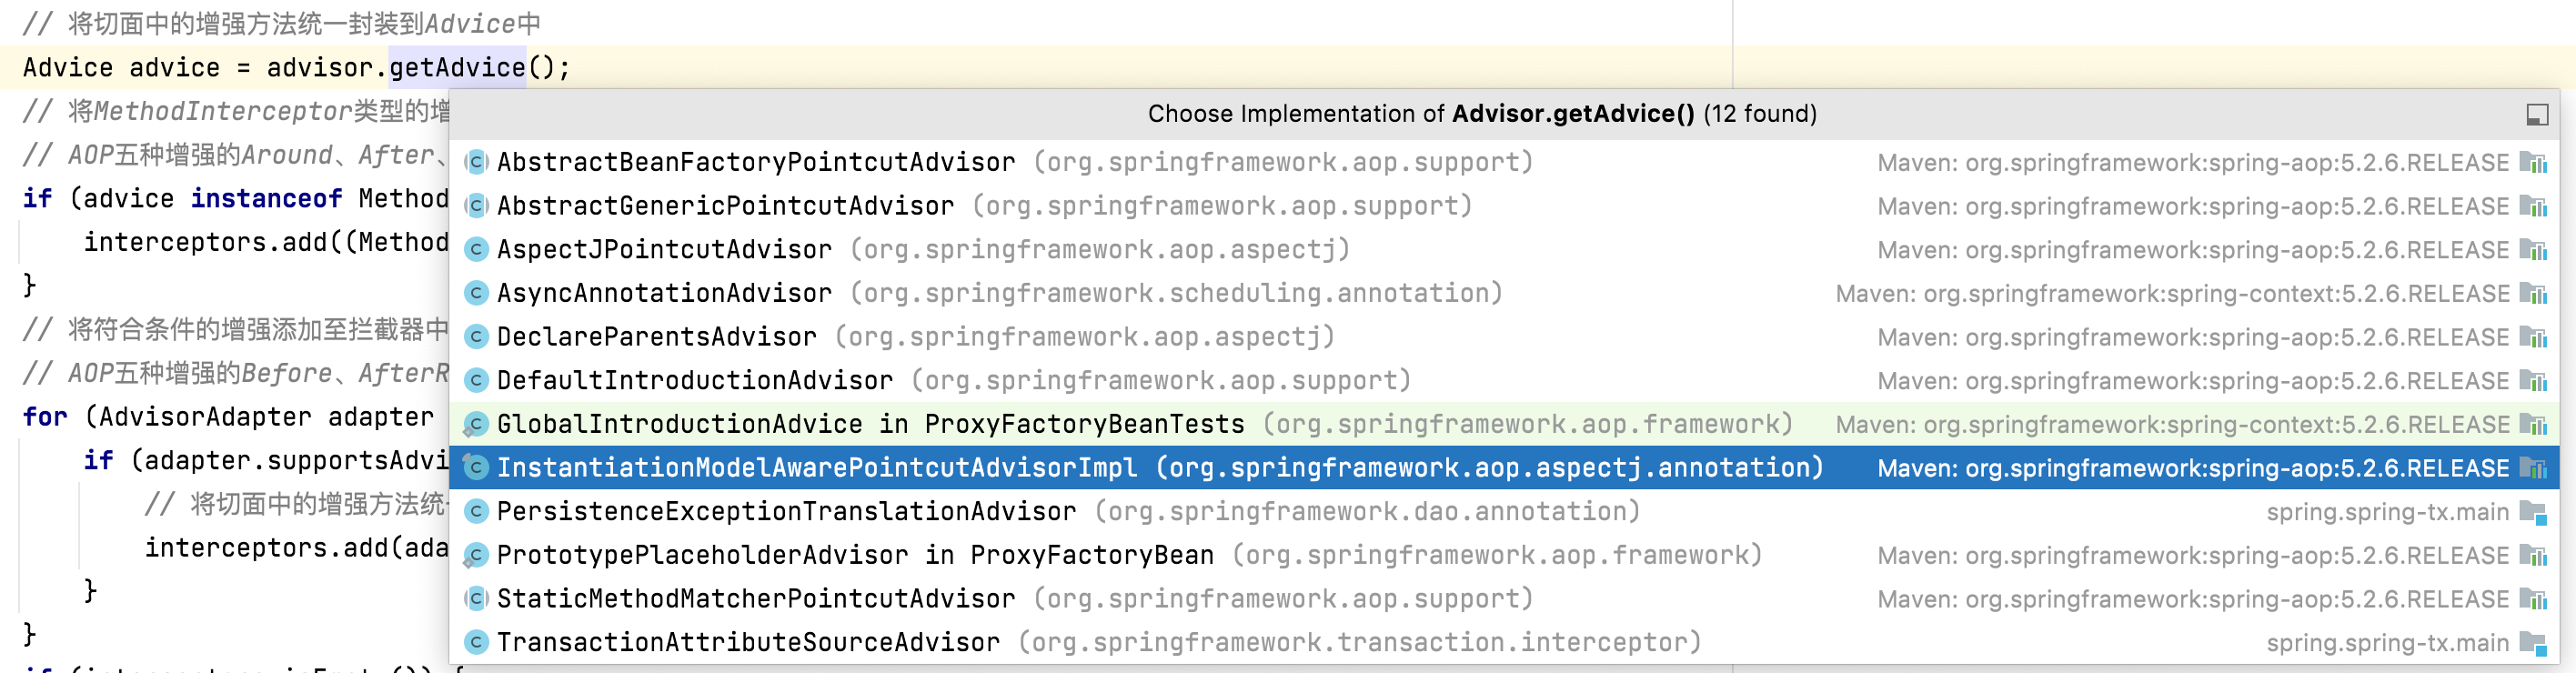 // 将切面中的增强方法统一封装到Advice中
Advice advice = advisor.getAdvice();
// 将MethodInterceptor类型的增
// AOP五种增强的Around、After、
if (advice instanceof Method
interceptors.add((Method
}
// 将符合条件的增强添加至拦截器中
// AOP五种增强的Before、AfterR
for (AdvisorAdapter adapter
if (adapter.supportsAdvi
// 将切面中的增强方法统
interceptors.add(ada
}
}
Choose Implementation of Advisor.getAdvice() (12 found)
AbstractBeanFactoryPointcutAdvisor (org.springframework.aop.support) Maven: org.springframework:spring-aop:5.2.6.RELEASE
AbstractGenericPointcutAdvisor (org.springframework.aop.support) Maven: org.springframework:spring-aop:5.2.6.RELEASE
AspectJPointcutAdvisor (org.springframework.aop.aspectj) Maven: org.springframework:spring-aop:5.2.6.RELEASE
AsyncAnnotationAdvisor (org.springframework.scheduling.annotation) Maven: org.springframework:spring-context:5.2.6.RELEASE
DeclareParentsAdvisor (org.springframework.aop.aspectj) Maven: org.springframework:spring-aop:5.2.6.RELEASE
DefaultIntroductionAdvisor (org.springframework.aop.support) Maven: org.springframework:spring-aop:5.2.6.RELEASE
GlobalIntroductionAdvice in ProxyFactoryBeanTests (org.springframework.aop.framework) Maven: org.springframework:spring-context:5.2.6.RELEASE
InstantiationModelAwarePointcutAdvisorImpl (org.springframework.aop.aspectj.annotation) Maven: org.springframework:spring-aop:5.2.6.RELEASE
PersistenceExceptionTranslationAdvisor (org.springframework.dao.annotation) spring.spring-tx.main
PrototypePlaceholderAdvisor in ProxyFactoryBean (org.springframework.aop.framework) Maven: org.springframework:spring-aop:5.2.6.RELEASE
StaticMethodMatcherPointcutAdvisor (org.springframework.aop.support) Maven: org.springframework:spring-aop:5.2.6.RELEASE
TransactionAttributeSourceAdvisor (org.springframework.transaction.interceptor) spring.spring-tx.main